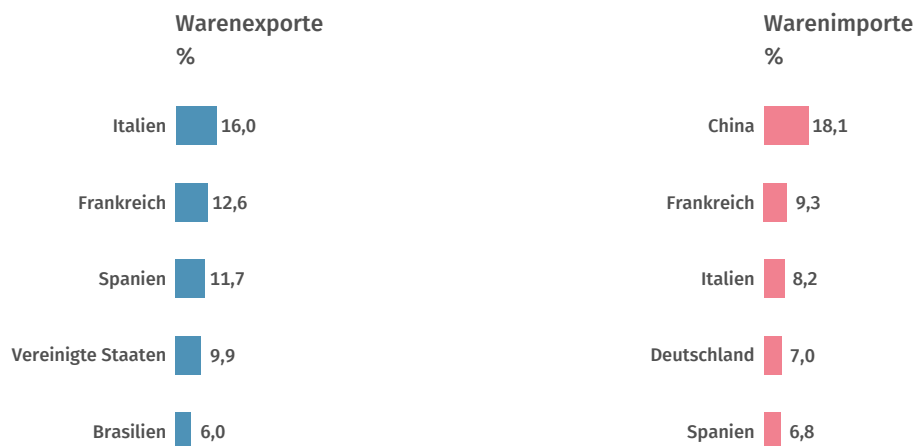 Warenexporte
%
Italien 16,0
Frankreich 12,6
Spanien 11,7
Vereinigte Staaten 9,9
Brasilien 6,0
Warenimporte
%
China 18,1
Frankreich 9,3
Italien 8,2
Deutschland 7,0
Spanien 6,8